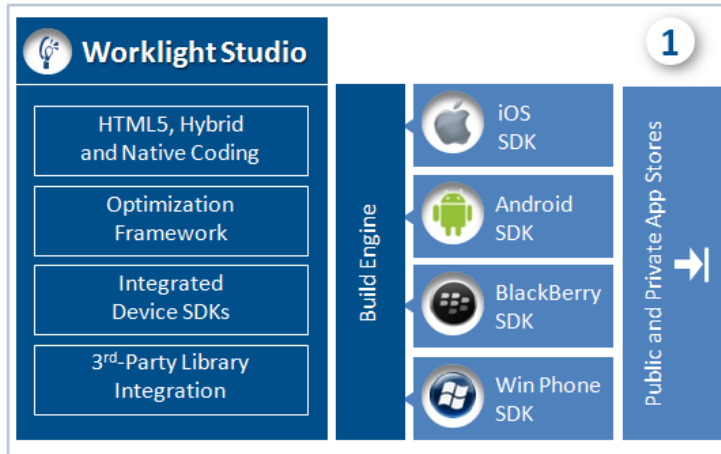 Worklight Studio
1
HTML5, Hybrid
and Native Coding
Optimization
Framework
Integrated
Device SDKs
3rd-Party Library
Integration
Build Engine
iOS
SDK
Android
SDK
BlackBerry
SDK
Win Phone
SDK
Public and Private App Stores